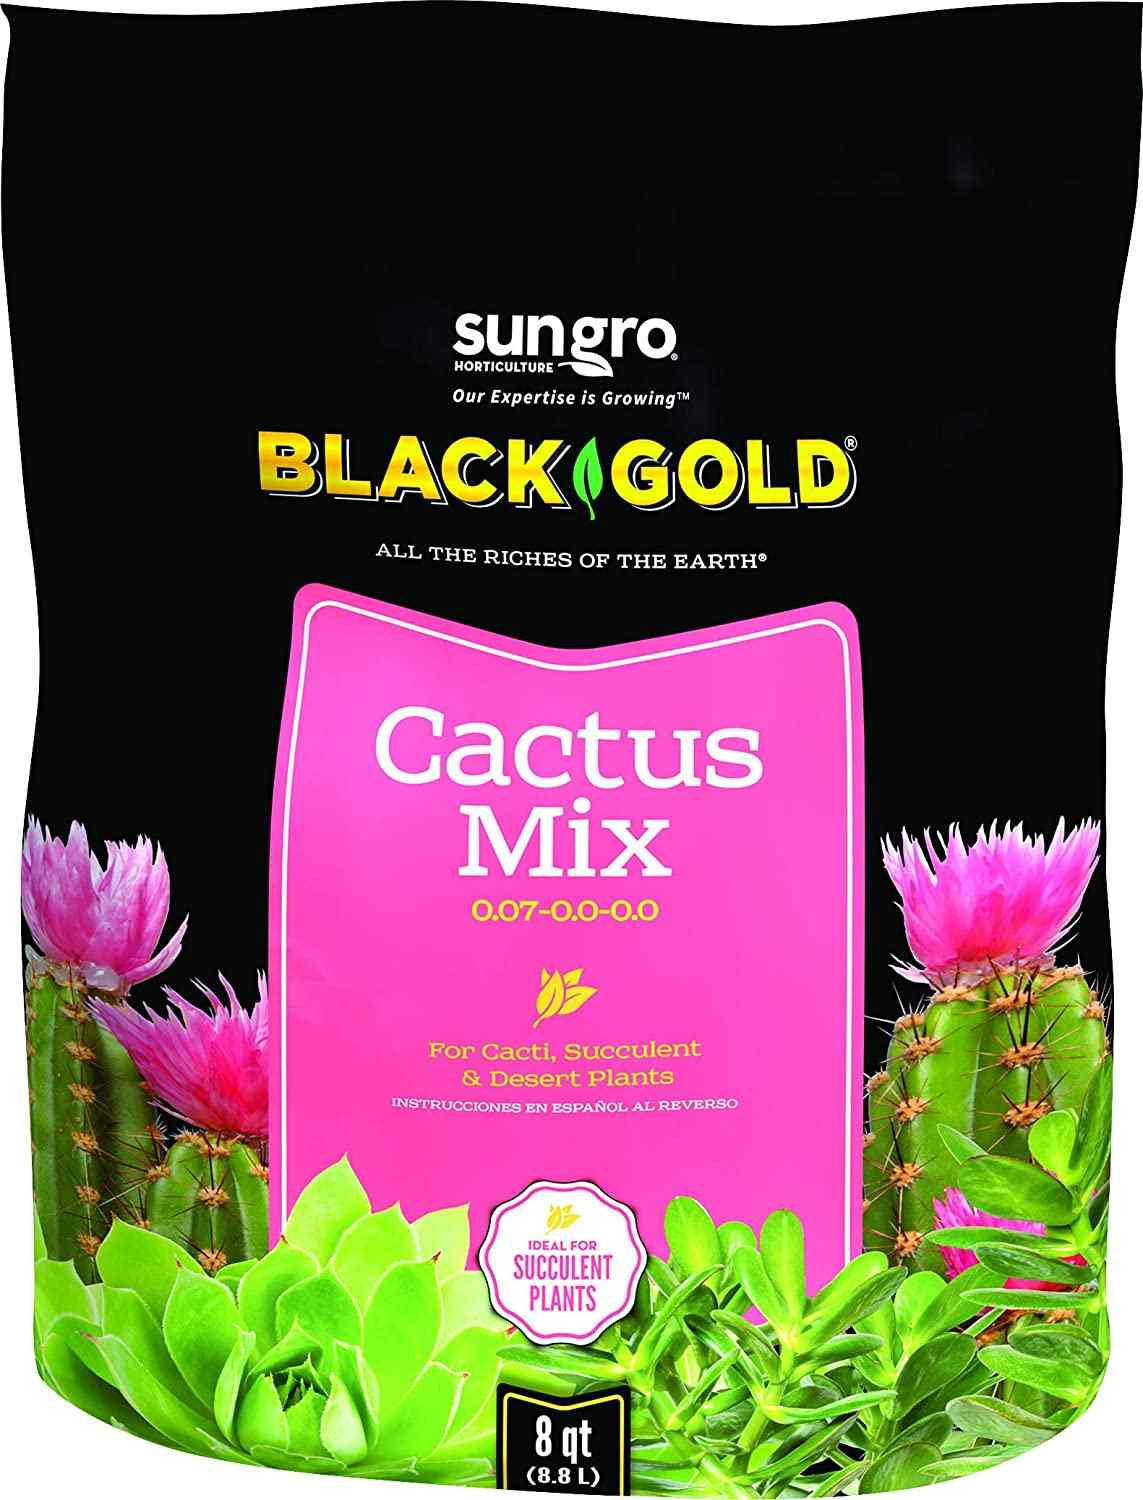 sungro®
HORTICULTURE
Our Expertise is Growing™
BLACK GOLD®
ALL THE RICHES OF THE EARTH®
Cactus
Mix
0.07-0.0-0.0
For Cacti, Succulent
& Desert Plants
INSTRUCCIONES EN ESPAÑOL AL REVERSO
IDEAL FOR
SUCCULENT
PLANTS
8 qt
(8.8 L)